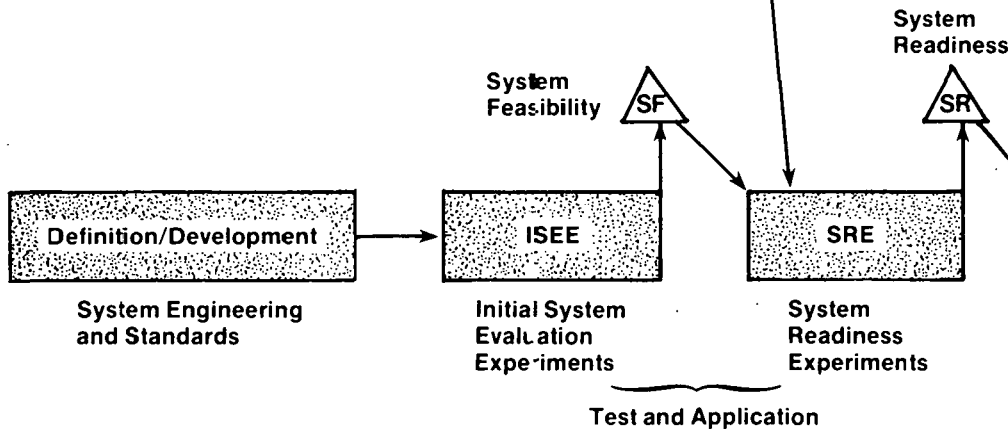 System
Readiness
System
Feasibility
SF
SR
Definition/Development
ISEE
SRE
System Engineering
and Standards
Initial System
Evaluation
Experiments
System
Readiness
Experiments
Test and Application